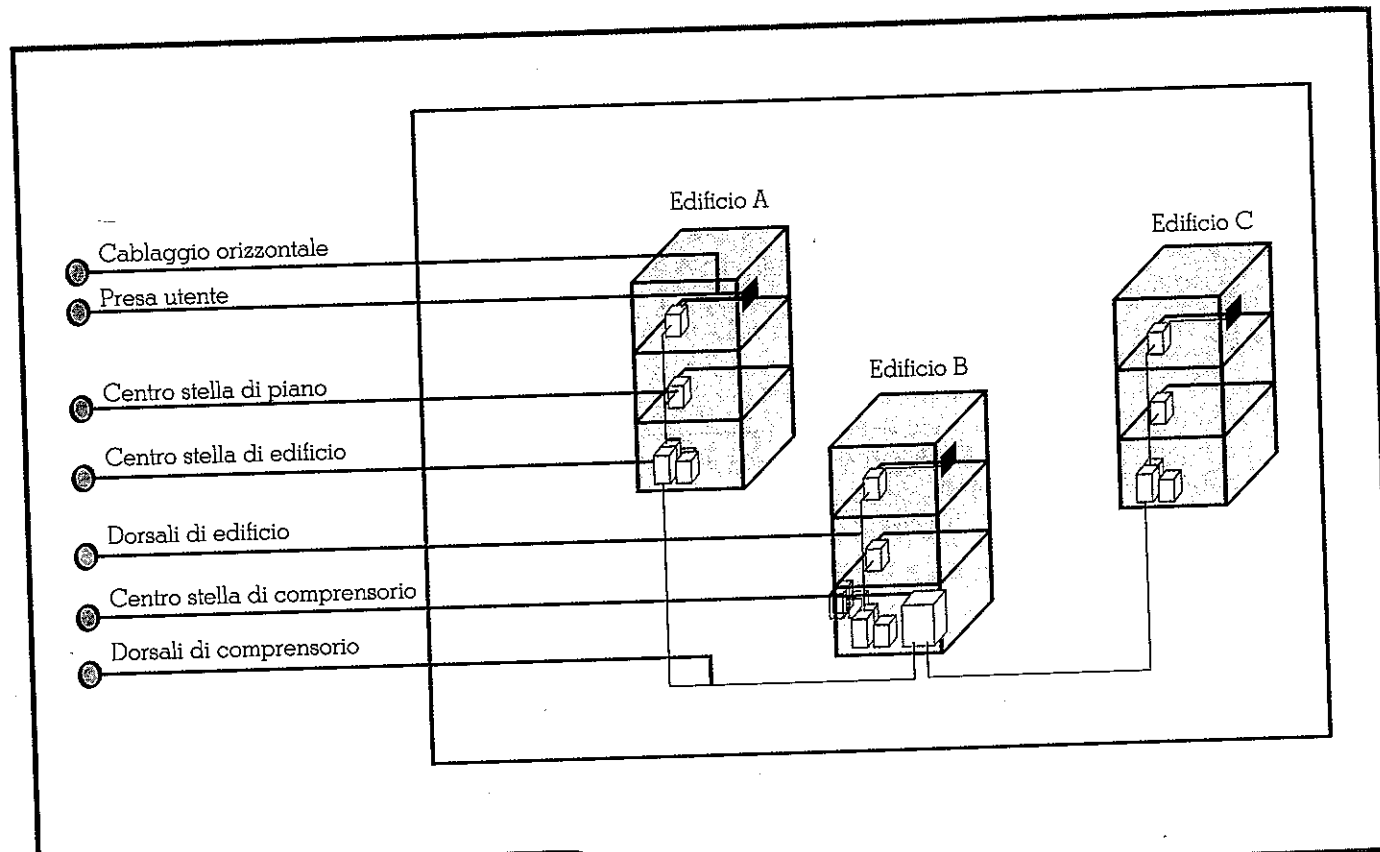 Edificio A
Edificio C
Cablaggio orizzontale
Presa utente
Edificio B
Centro stella di piano
Centro stella di edificio
Dorsali di edificio
Centro stella di comprensorio
Dorsali di comprensorio